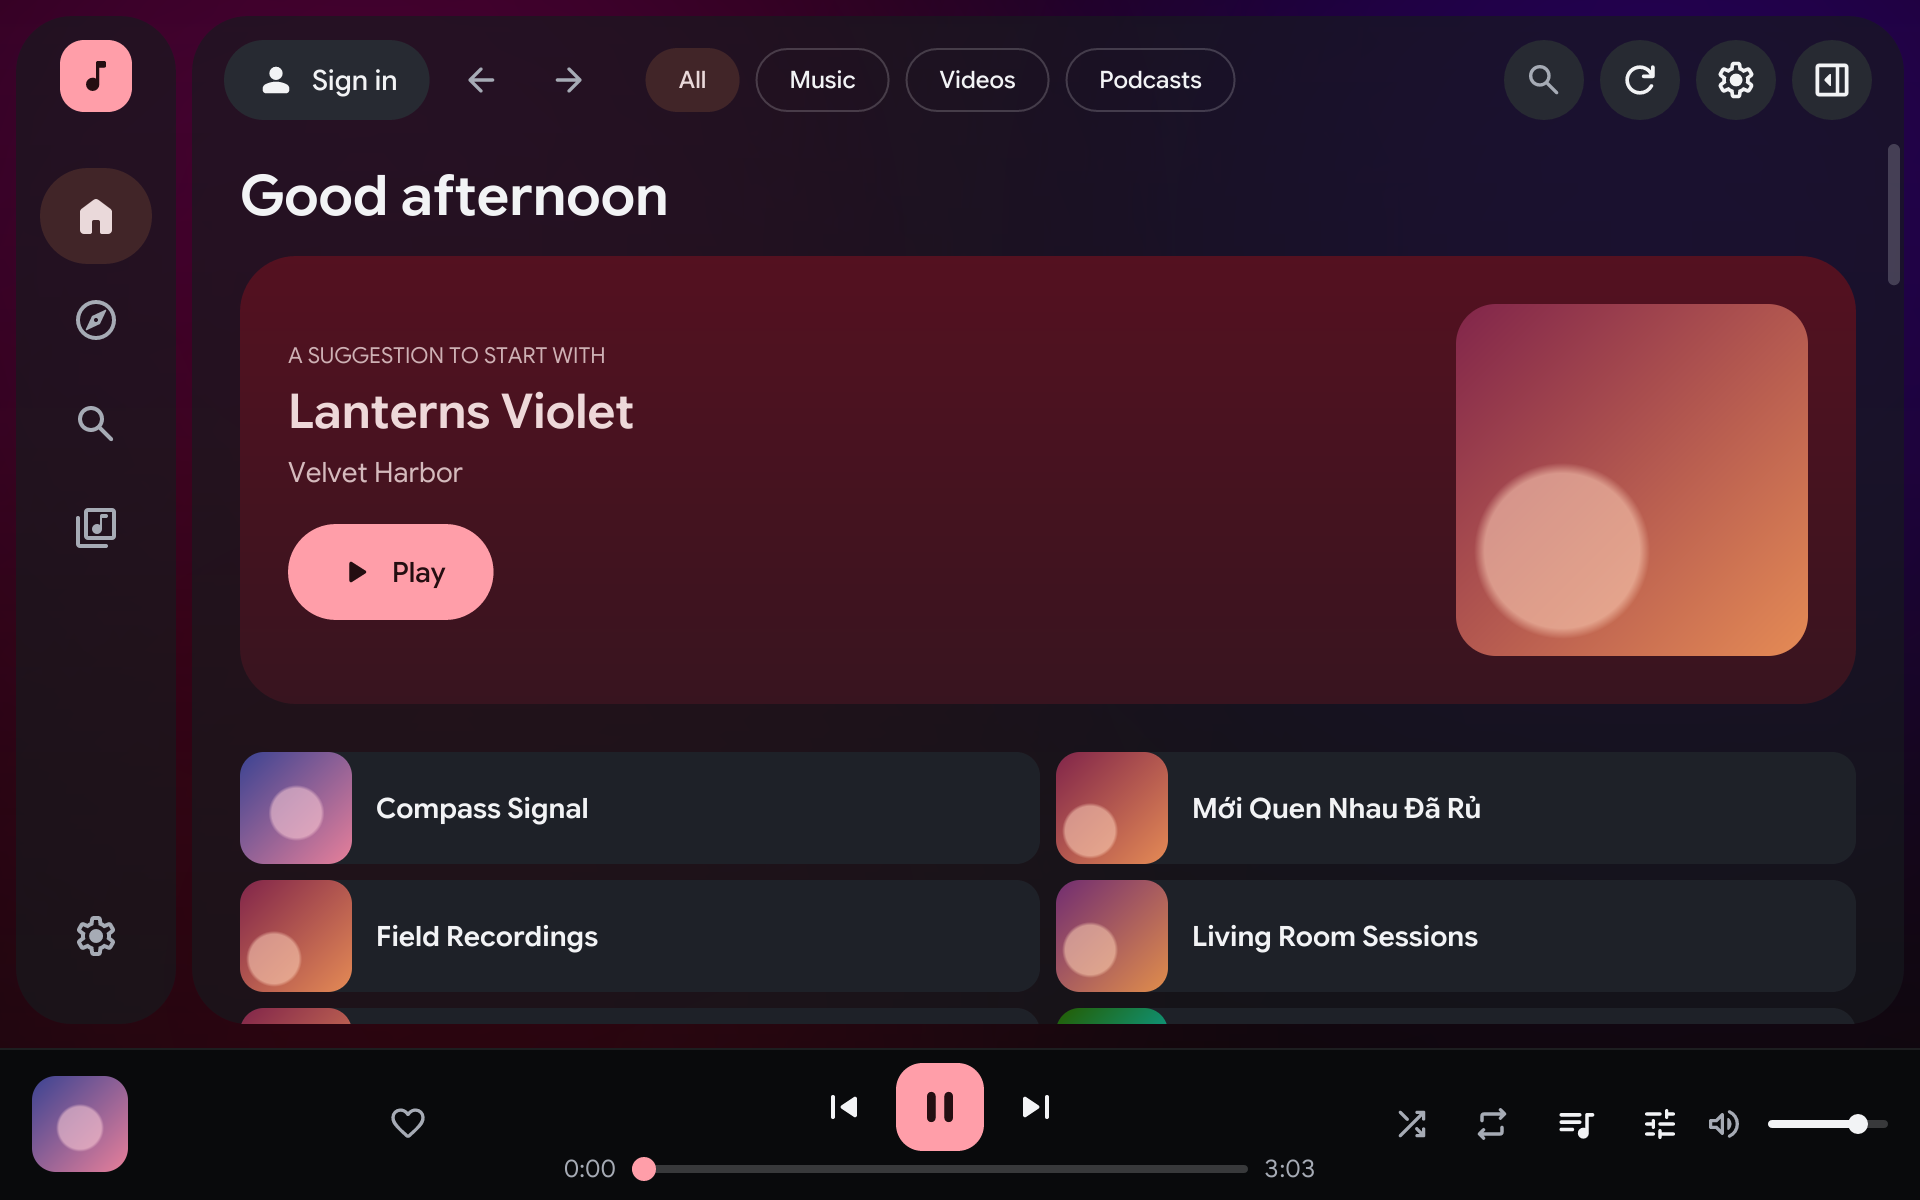 Sign in
All
Music
Videos
Podcasts
Good afternoon
A SUGGESTION TO START WITH
Lanterns Violet
Velvet Harbor
Play
Compass Signal
Mới Quen Nhau Đã Rủ
Field Recordings
Living Room Sessions
0:00
3:03